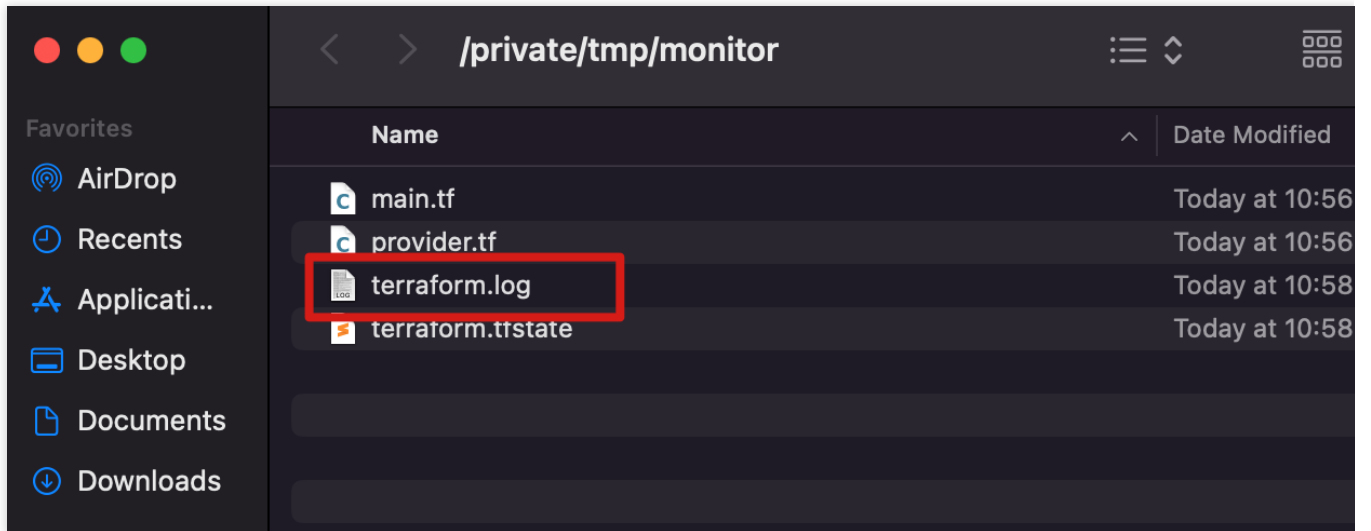 /private/tmp/monitor
Favorites
AirDrop
Recents
Applicati...
Desktop
Documents
Downloads
Name Date Modified
main.tf Today at 10:56
provider.tf Today at 10:56
terraform.log Today at 10:58
terraform.tfstate Today at 10:58